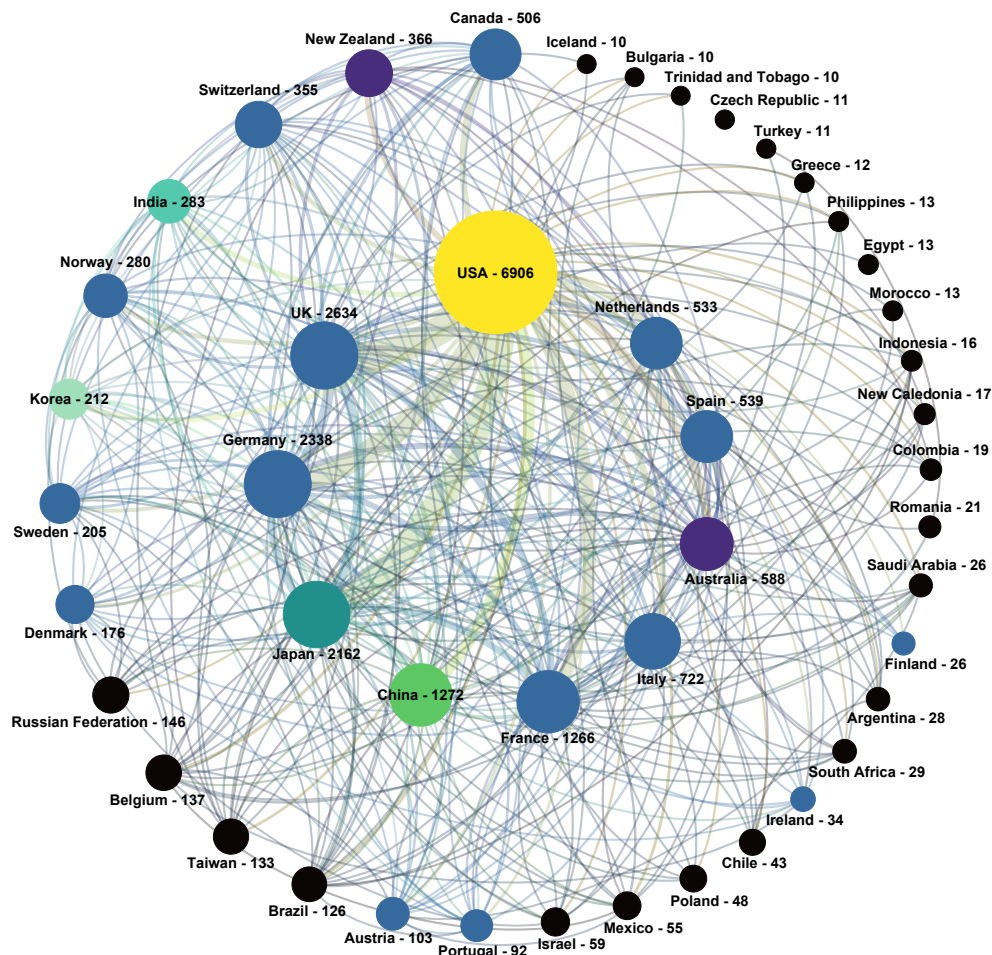 Canada - 506
New Zealand - 366
Iceland - 10
Bulgaria - 10
Trinidad and Tobago - 10
Switzerland - 355
Czech Republic - 11
Turkey - 11
Greece - 12
India - 283
Philippines - 13
Egypt - 13
Norway - 280
USA - 6906
Morocco - 13
UK - 2634
Netherlands - 533
Indonesia - 16
Korea - 212
Spain - 539
New Caledonia - 17
Germany - 2338
Colombia - 19
Romania - 21
Sweden - 205
Saudi Arabia - 26
Australia - 588
Denmark - 176
Japan - 2162
Finland - 26
Italy - 722
China - 1272
Argentina - 28
Russian Federation - 146
France - 1266
South Africa - 29
Belgium - 137
Ireland - 34
Taiwan - 133
Chile - 43
Poland - 48
Brazil - 126
Mexico - 55
Austria - 103
Israel - 59
Portugal - 92